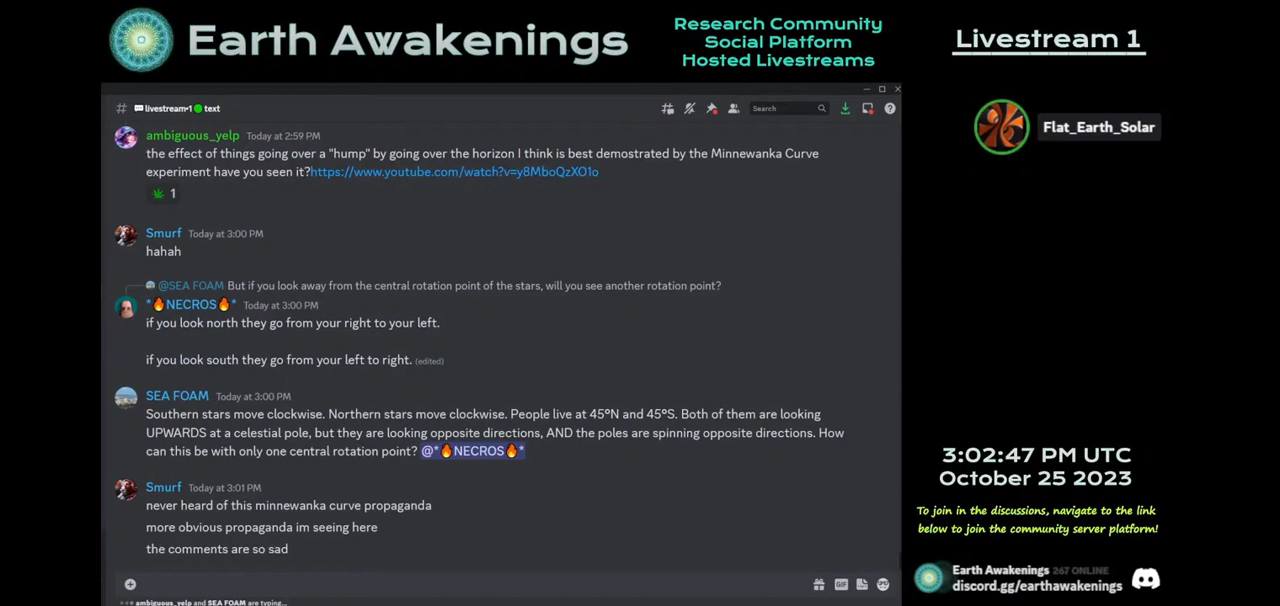 Earth Awakenings
Research Community
Social Platform
Hosted Livestreams
Livestream 1
# livestream•1 text
Search
Flat_Earth_Solar
ambiguous_yelp Today at 2:59 PM
the effect of things going over a "hump" by going over the horizon I think is best demostrated by the Minnewanka Curve
experiment have you seen it?https://www.youtube.com/watch?v=y8MboQzXO1o
1
Smurf Today at 3:00 PM
hahah
@SEA FOAM But if you look away from the central rotation point of the stars, will you see another rotation point?
*🔥NECROS🔥* Today at 3:00 PM
if you look north they go from your right to your left.
if you look south they go from your left to right. (edited)
SEA FOAM Today at 3:00 PM
Southern stars move clockwise. Northern stars move clockwise. People live at 45ºN and 45ºS. Both of them are looking
UPWARDS at a celestial pole, but they are looking opposite directions, AND the poles are spinning opposite directions. How
can this be with only one central rotation point? @*🔥NECROS🔥*
Smurf Today at 3:01 PM
never heard of this minnewanka curve propaganda
more obvious propaganda im seeing here
the comments are so sad
GIF
ambiguous_yelp and SEA FOAM are typing...
3:02:47 PM UTC
October 25 2023
To join in the discussions, navigate to the link
below to join the community server platform!
Earth Awakenings 267 ONLINE
discord.gg/earthawakenings